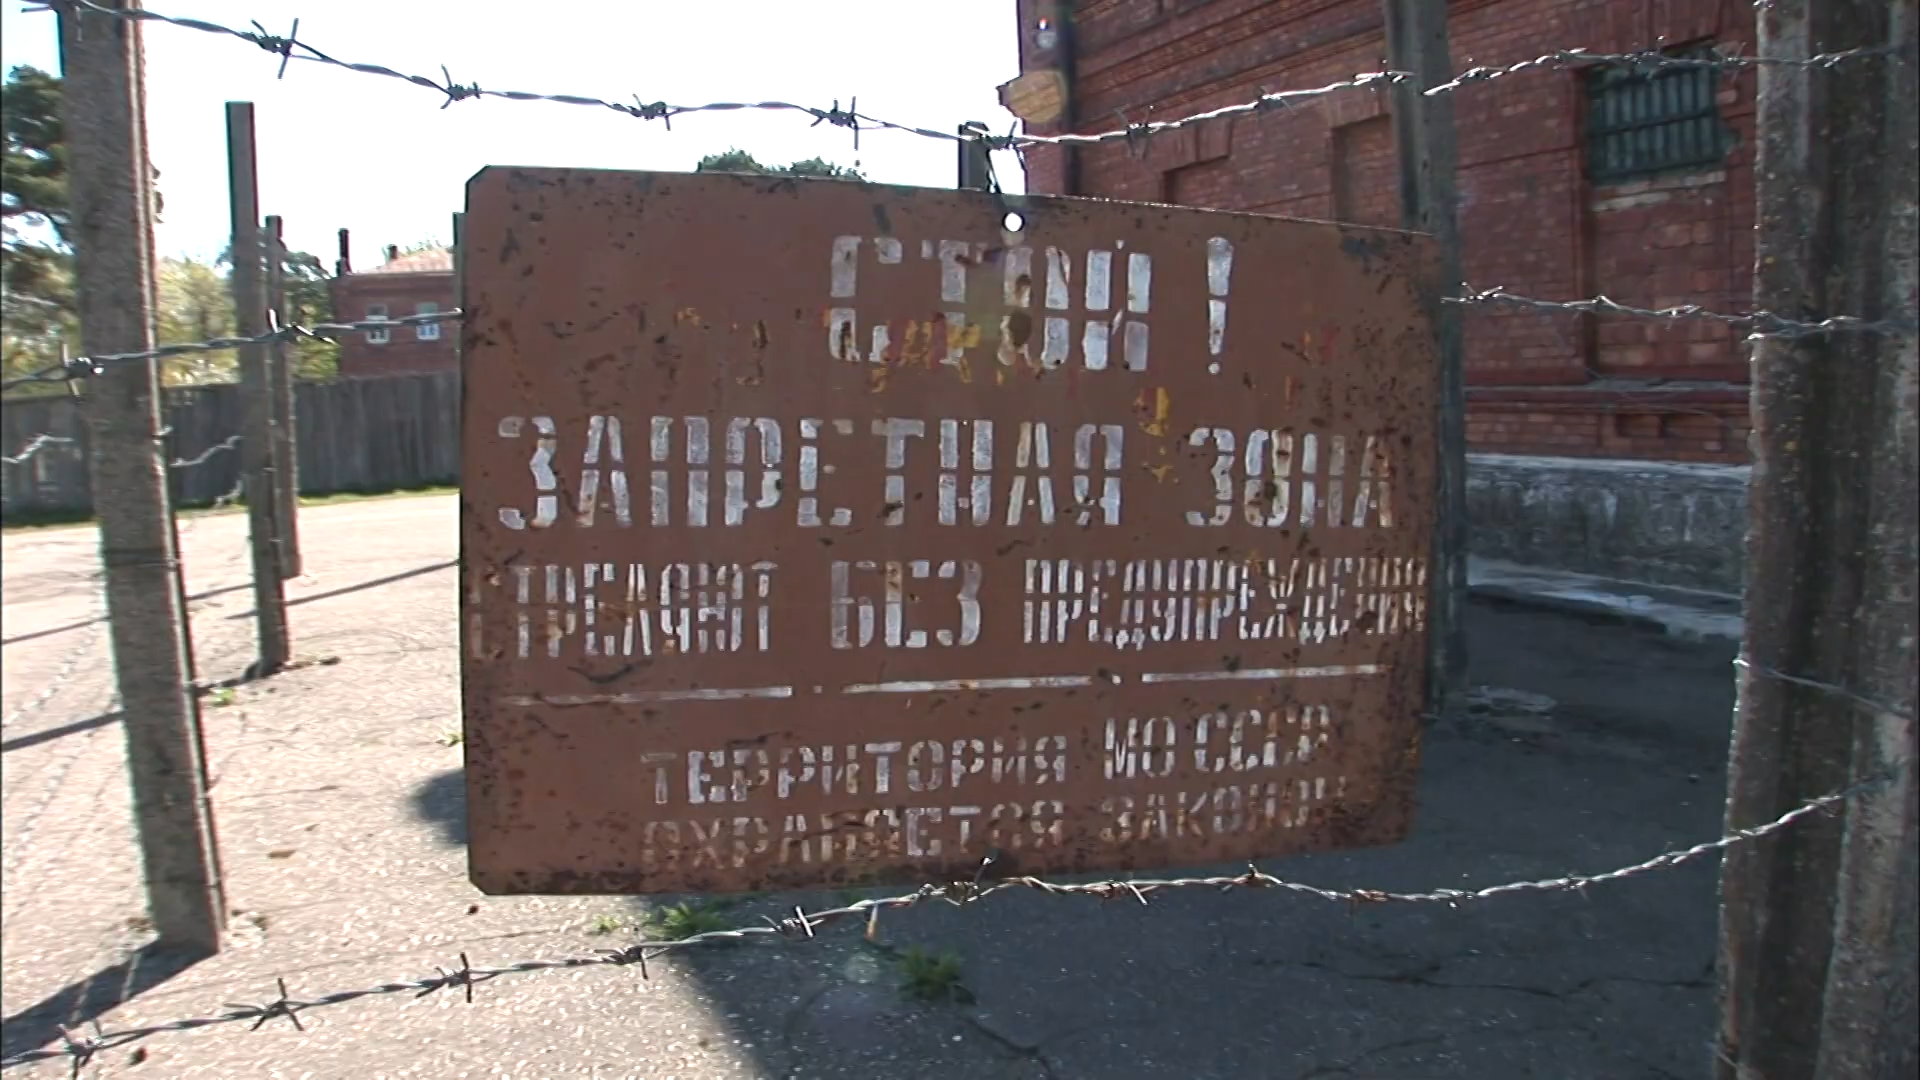 СТОЙ!
ЗАПРЕТНАЯ ЗОНА
СТРЕЛЯЮТ БЕЗ ПРЕДУПРЕЖДЕНИЯ
ТЕРРИТОРИЯ МО СССР
ОХРАНЯЕТСЯ ЗАКОНОМ